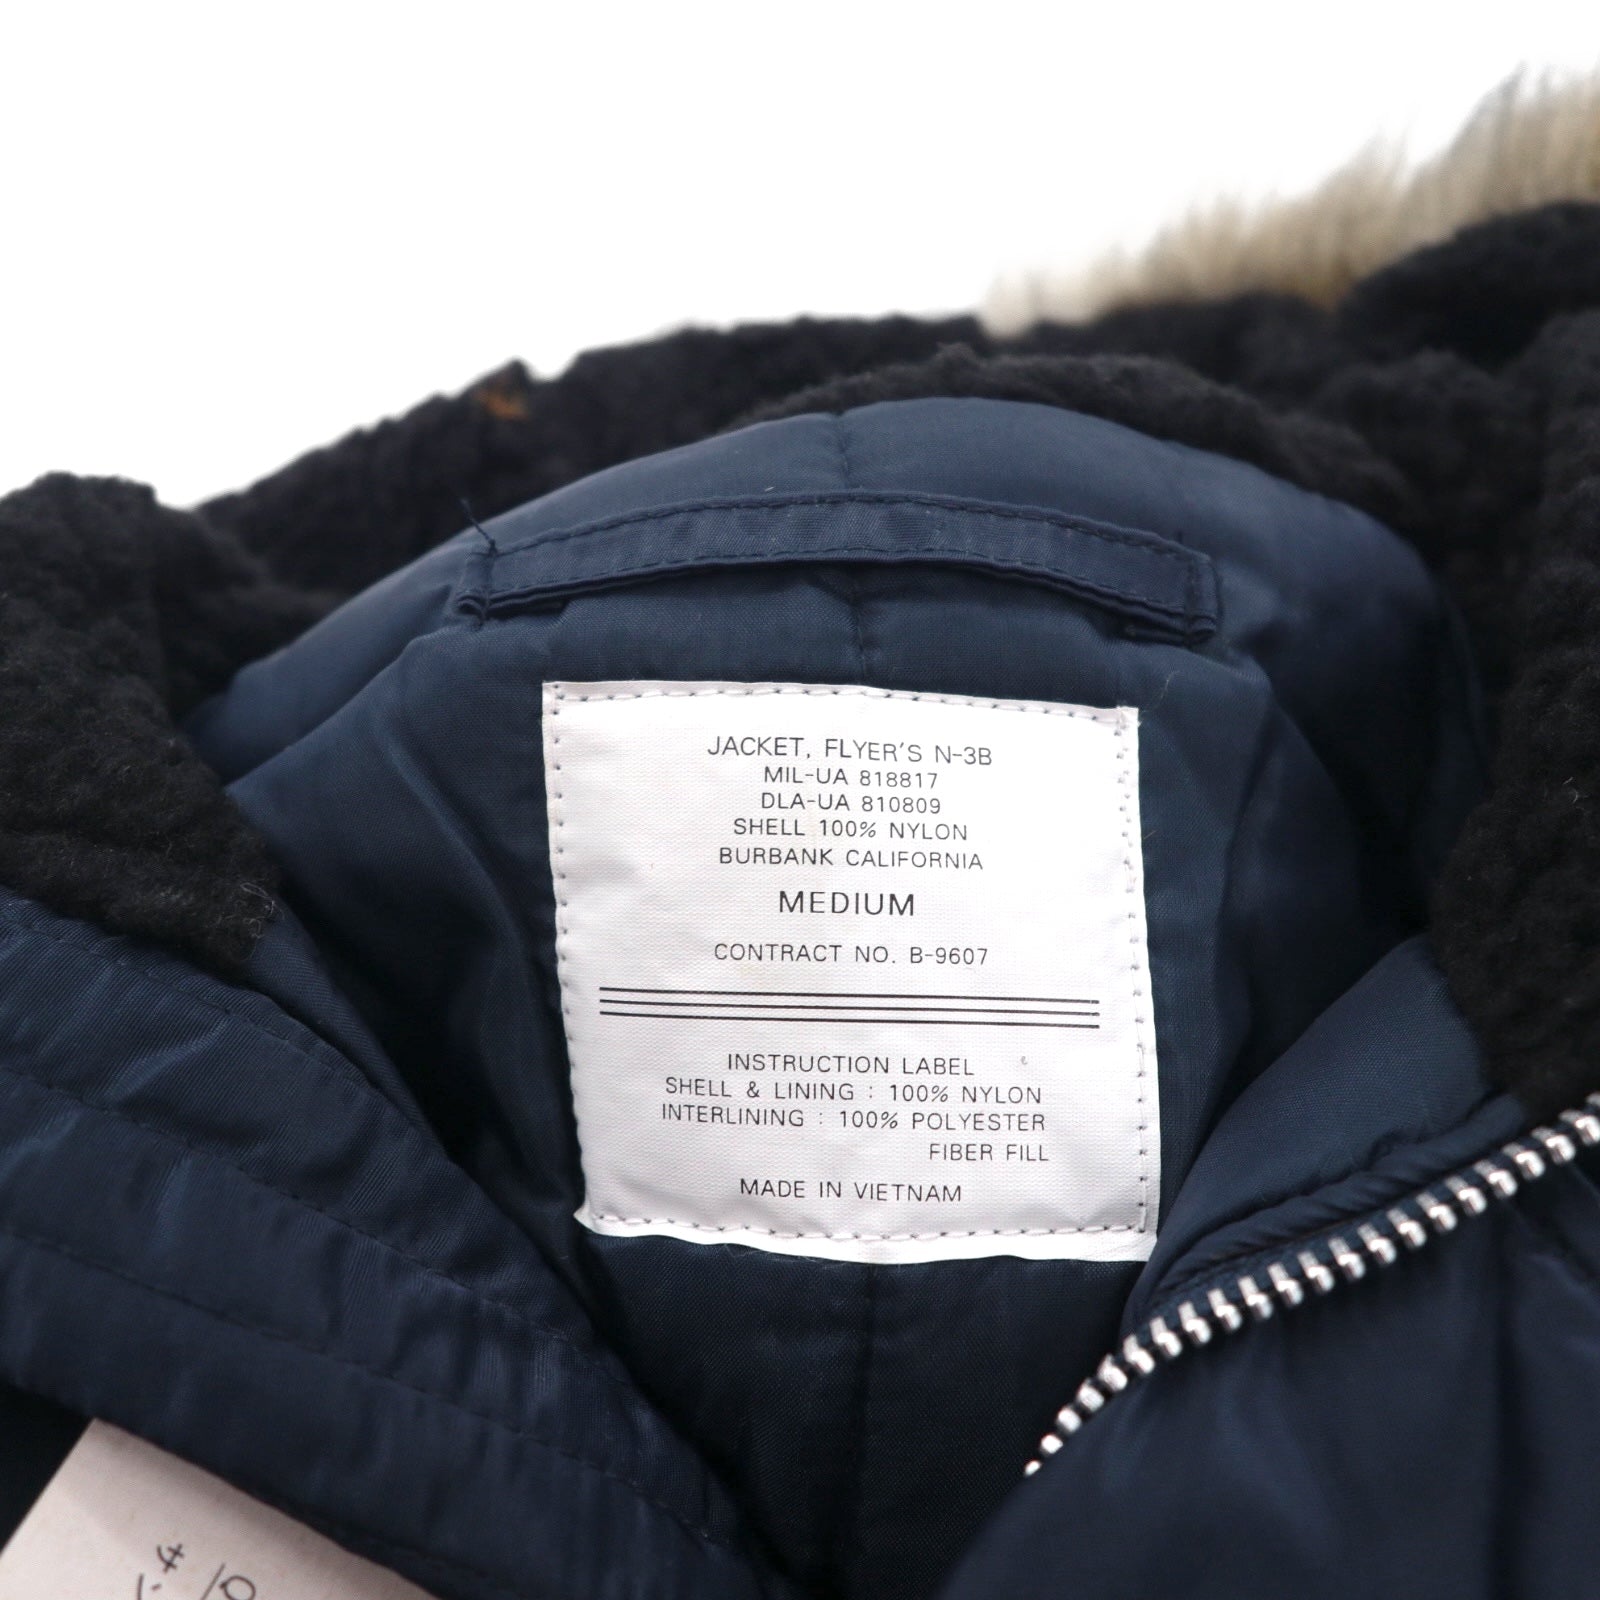 JACKET, FLYER'S N-3B
MIL-UA 818817
DLA-UA 810809
SHELL 100% NYLON
BURBANK CALIFORNIA
MEDIUM
CONTRACT NO. B-9607
INSTRUCTION LABEL
SHELL & LINING : 100% NYLON
INTERLINING : 100% POLYESTER
FIBER FILL
MADE IN VIETNAM